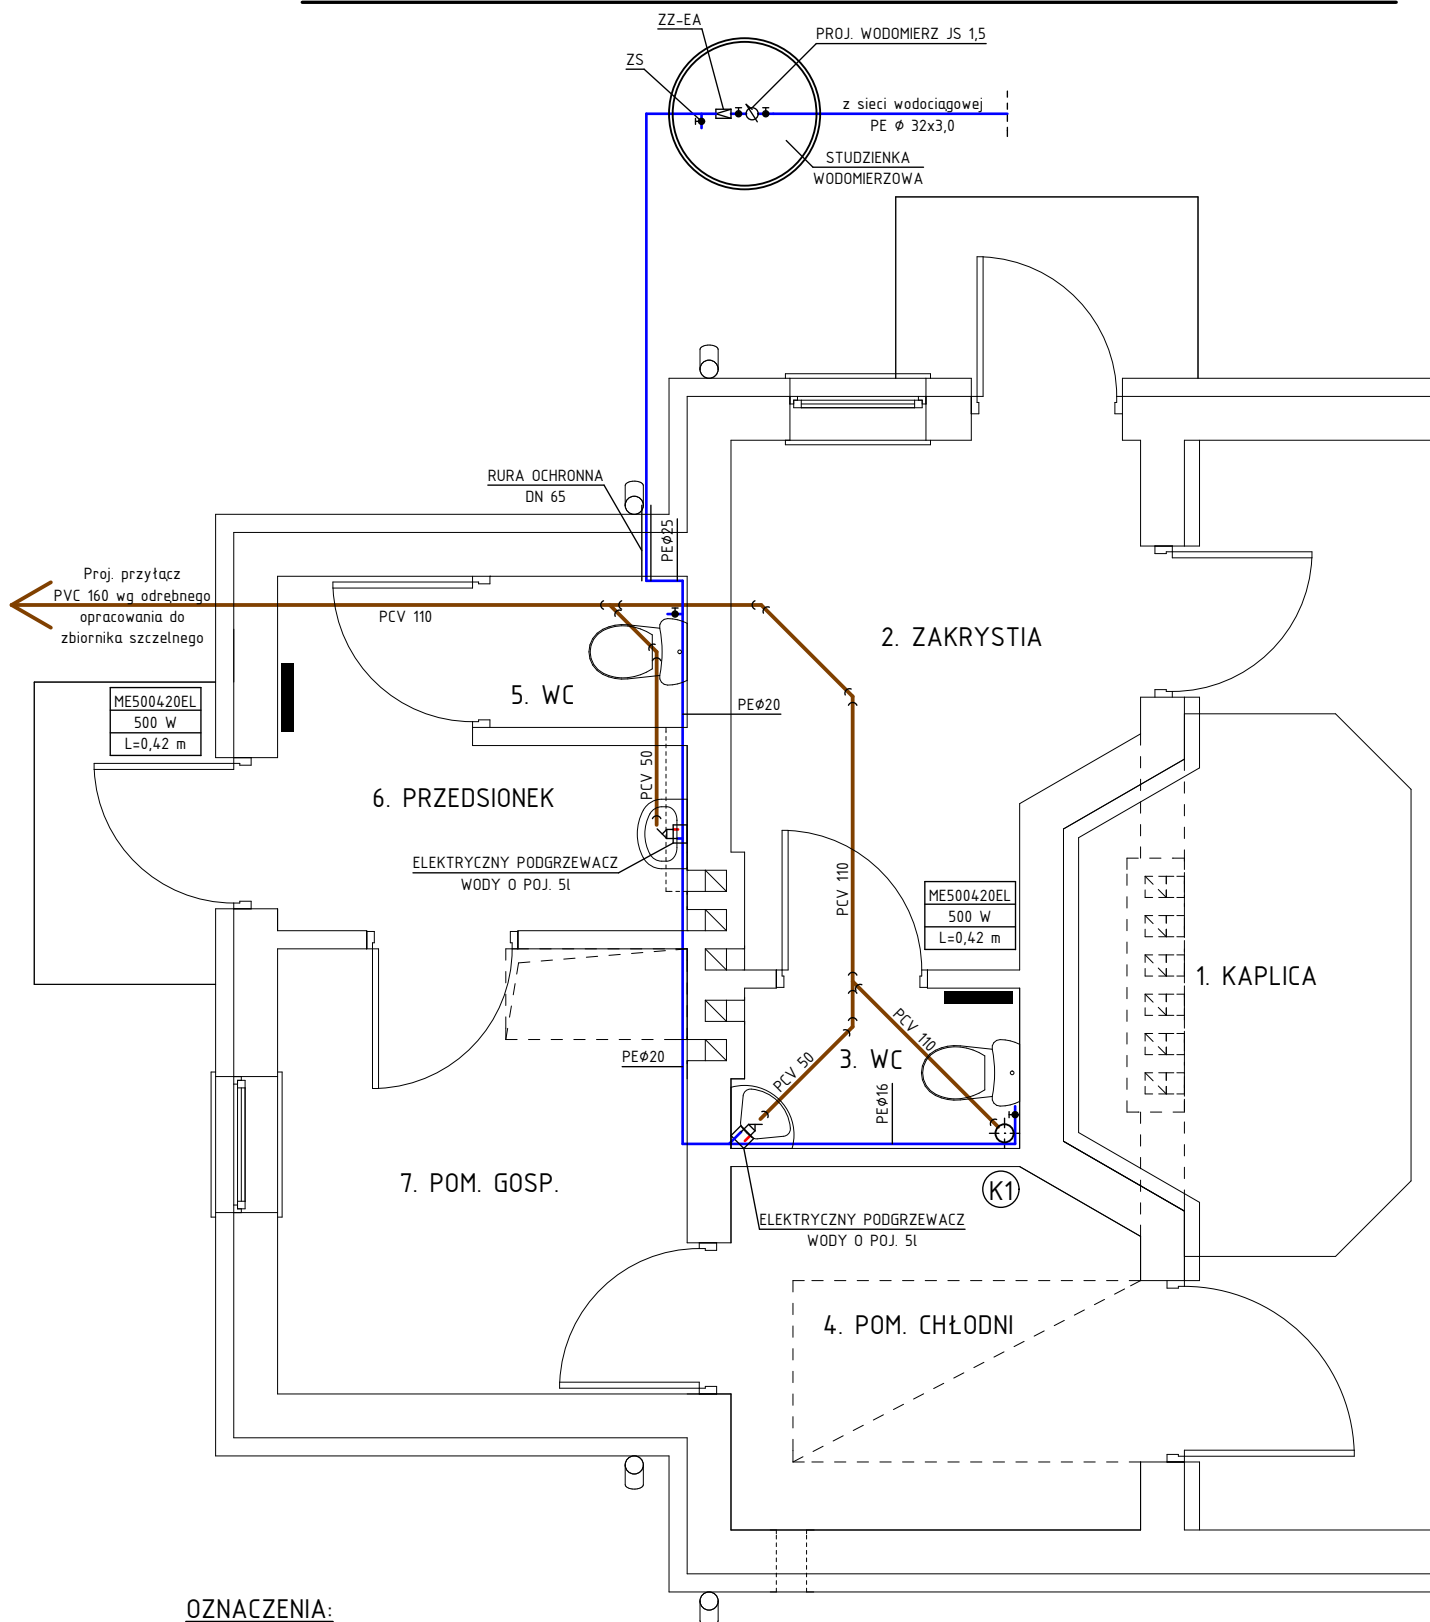 ZZ-EA
PROJ. WODOMIERZ JS 1,5
ZS
z sieci wodociągowej
PE ϕ 32x3,0
STUDZIENKA
WODOMIERZOWA
RURA OCHRONNA
DN 65
PEϕ25
Proj. przyłącz
PVC 160 wg odrębnego
opracowania do
zbiornika szczelnego
PCV 110
2. ZAKRYSTIA
5. WC
ME500420EL
500 W
L=0,42 m
PEϕ20
PCV 50
6. PRZEDSIONEK
ELEKTRYCZNY PODGRZEWACZ
WODY O POJ. 5l
PCV 110
ME500420EL
500 W
L=0,42 m
1. KAPLICA
PCV 110
PEϕ20
PCV 50
3. WC
PEϕ16
7. POM. GOSP.
K1
ELEKTRYCZNY PODGRZEWACZ
WODY O POJ. 5l
4. POM. CHŁODNI
OZNACZENIA: